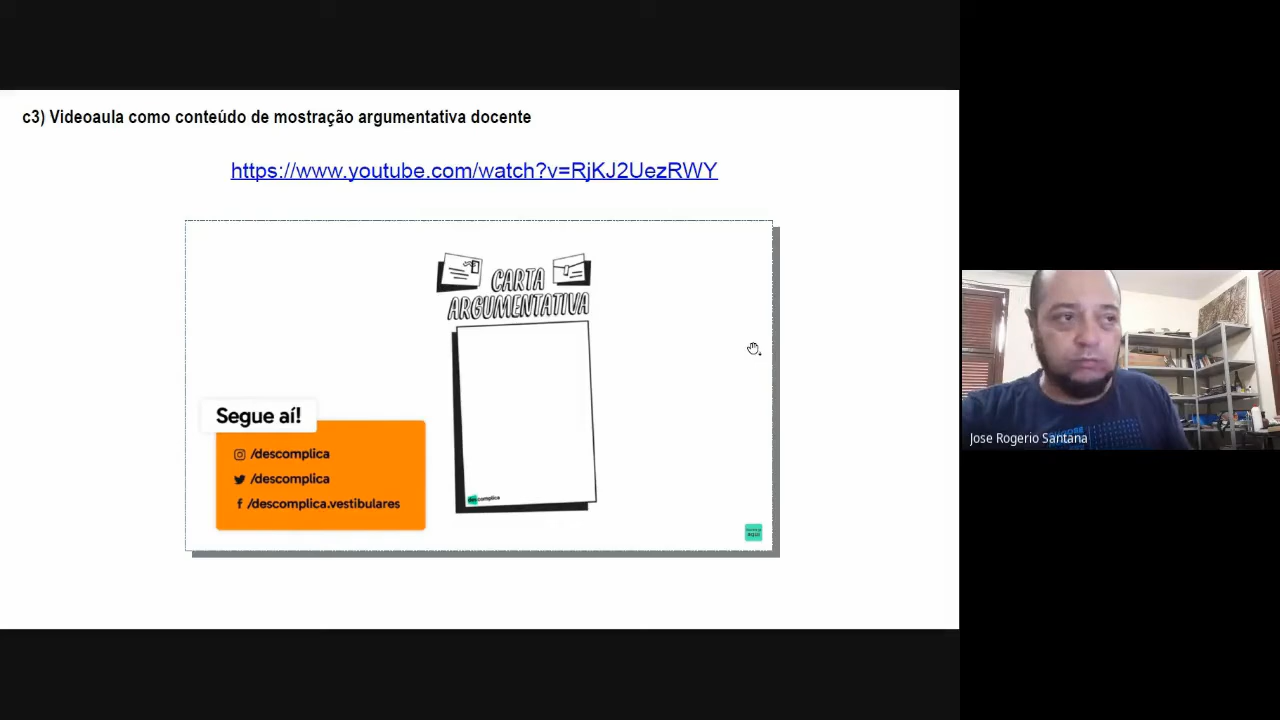 c3) Videoaula como conteúdo de mostração argumentativa docente
https://www.youtube.com/watch?v=RjKJ2UezRWY
CARTA
ARGUMENTATIVA
Segue aí!
/descomplica
/descomplica
/descomplica.vestibulares
descomplica
Jose Rogerio Santana